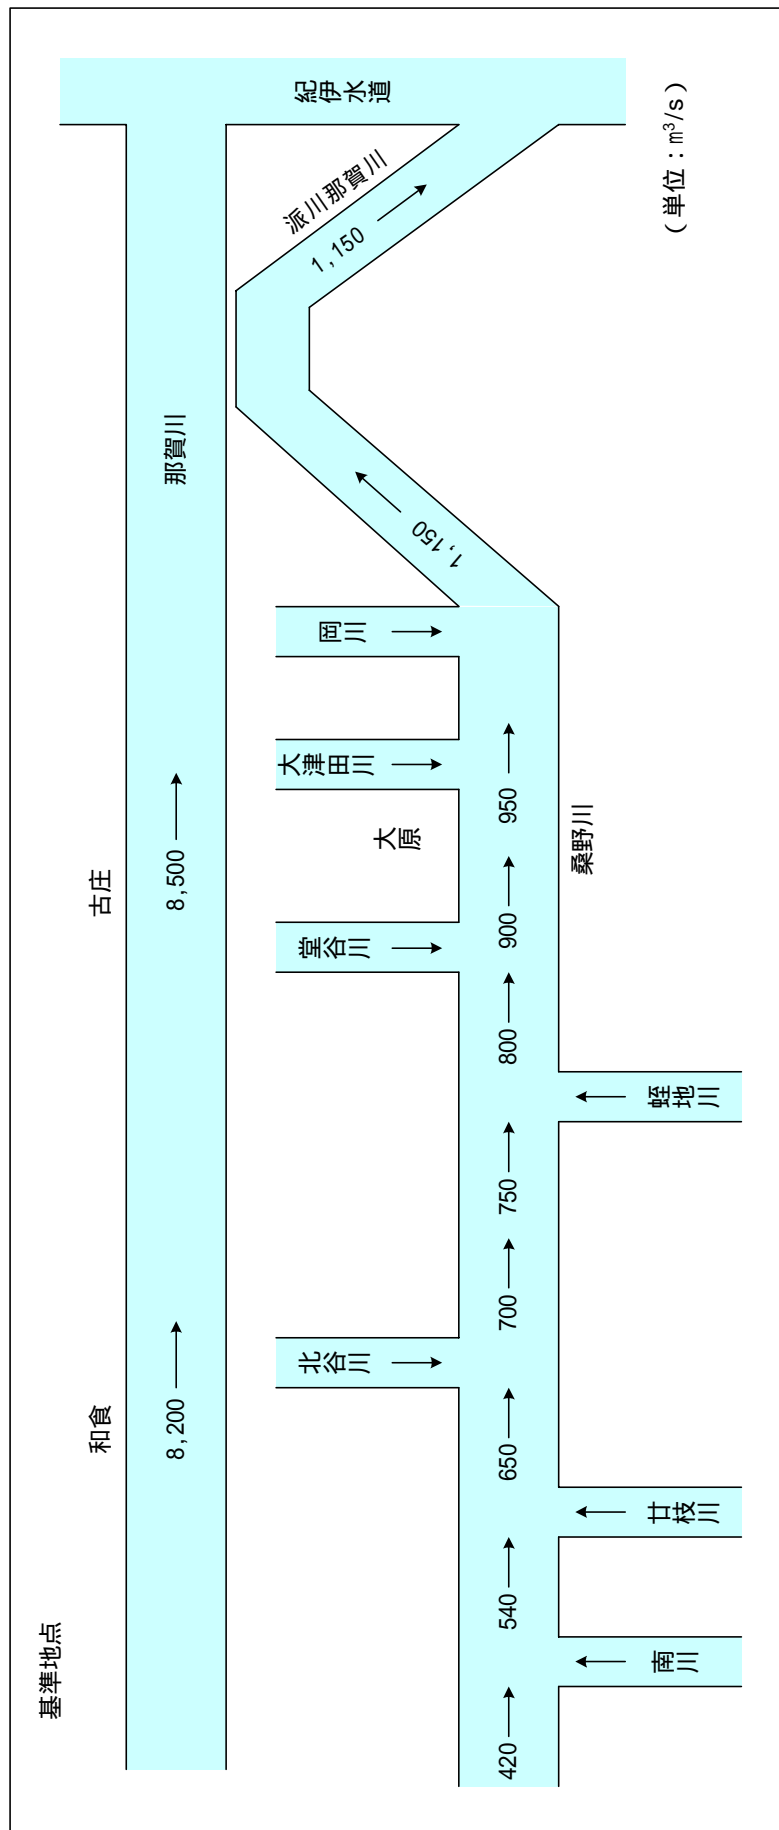 基準地点
和食
古庄
8,200
8,500
那賀川
紀伊水道
派川那賀川
1,150
1,150
北谷川
堂谷川
大津田川
岡川
大原
420
540
650
700
750
800
900
950
桑野川
南川
廿枝川
蛭地川
(単位：m³/s)